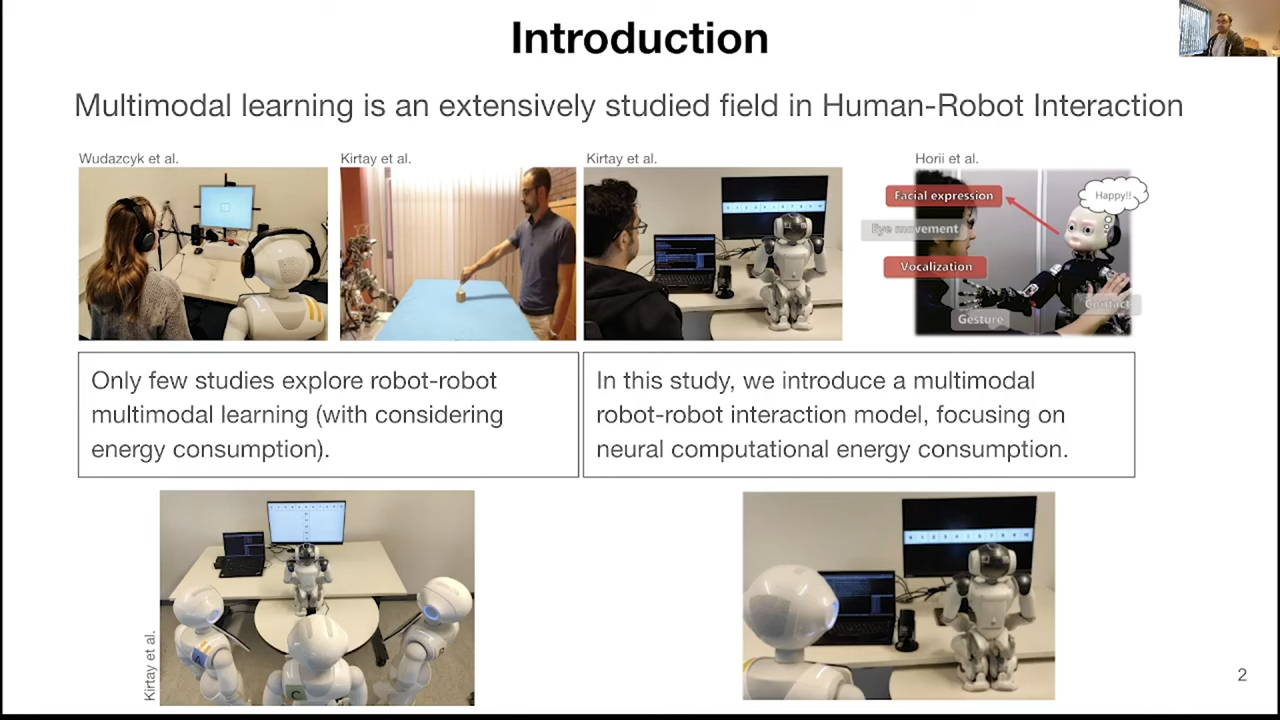 Introduction
Multimodal learning is an extensively studied field in Human-Robot Interaction
Wudazcyk et al.
Kirtay et al.
Kirtay et al.
Horii et al.
Facial expression
Happy!!
Eye movement
Vocalization
Contact
Gesture
Only few studies explore robot-robot
multimodal learning (with considering
energy consumption).
In this study, we introduce a multimodal
robot-robot interaction model, focusing on
neural computational energy consumption.
Kirtay et al.
C
2